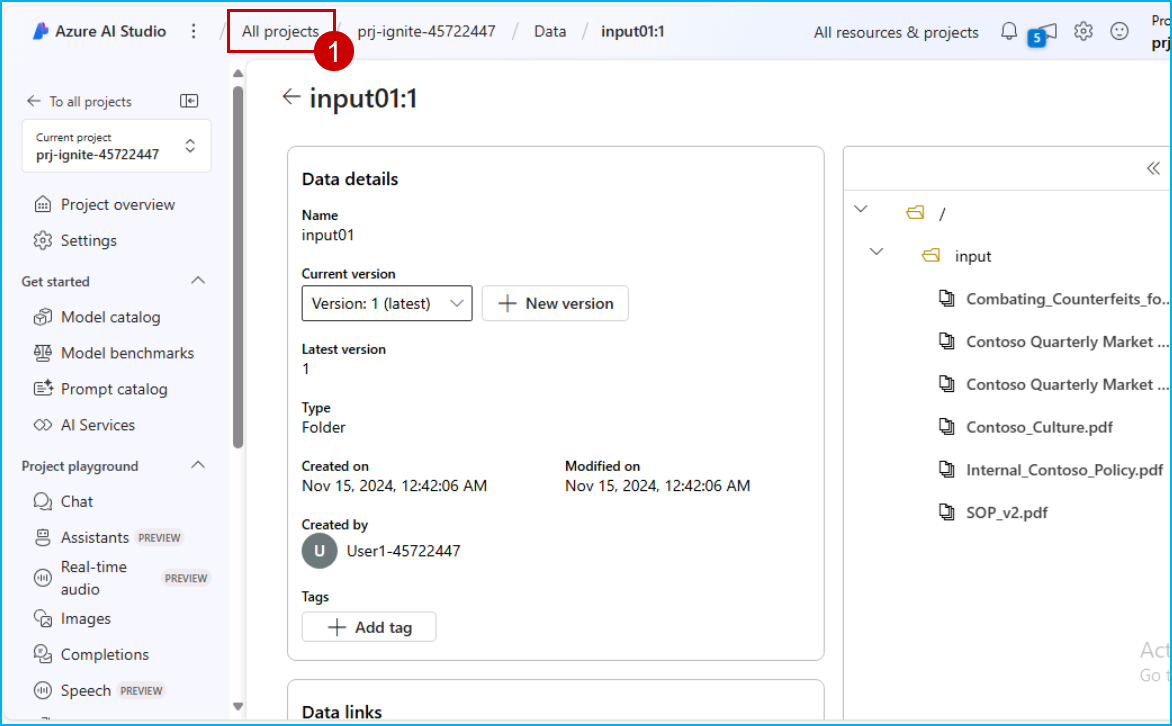 Azure AI Studio / All projects / prj-ignite-45722447 / Data / input01:1 All resources & projects 5 Pro
prj
1
To all projects
Current project
prj-ignite-45722447
Project overview
Settings
Get started
Model catalog
Model benchmarks
Prompt catalog
AI Services
Project playground
Chat
Assistants PREVIEW
Real-time
audio PREVIEW
Images
Completions
Speech PREVIEW
input01:1
Data details
Name
input01
Current version
Version: 1 (latest) New version
Latest version
1
Type
Folder
Created on Modified on
Nov 15, 2024, 12:42:06 AM Nov 15, 2024, 12:42:06 AM
Created by
U User1-45722447
Tags
Add tag
Data links
/
input
Combating_Counterfeits_fo...
Contoso Quarterly Market ...
Contoso Quarterly Market ...
Contoso_Culture.pdf
Internal_Contoso_Policy.pdf
SOP_v2.pdf
Act
Go t